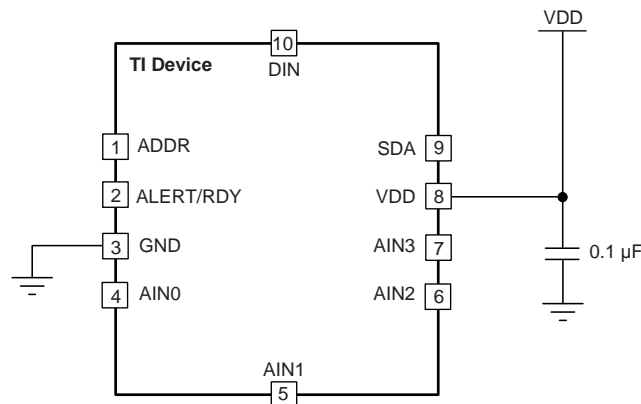 VDD
10
TI Device
DIN
1 ADDR
SDA 9
2 ALERT/RDY
VDD 8
3 GND
AIN3 7
0.1 µF
4 AIN0
AIN2 6
AIN1
5